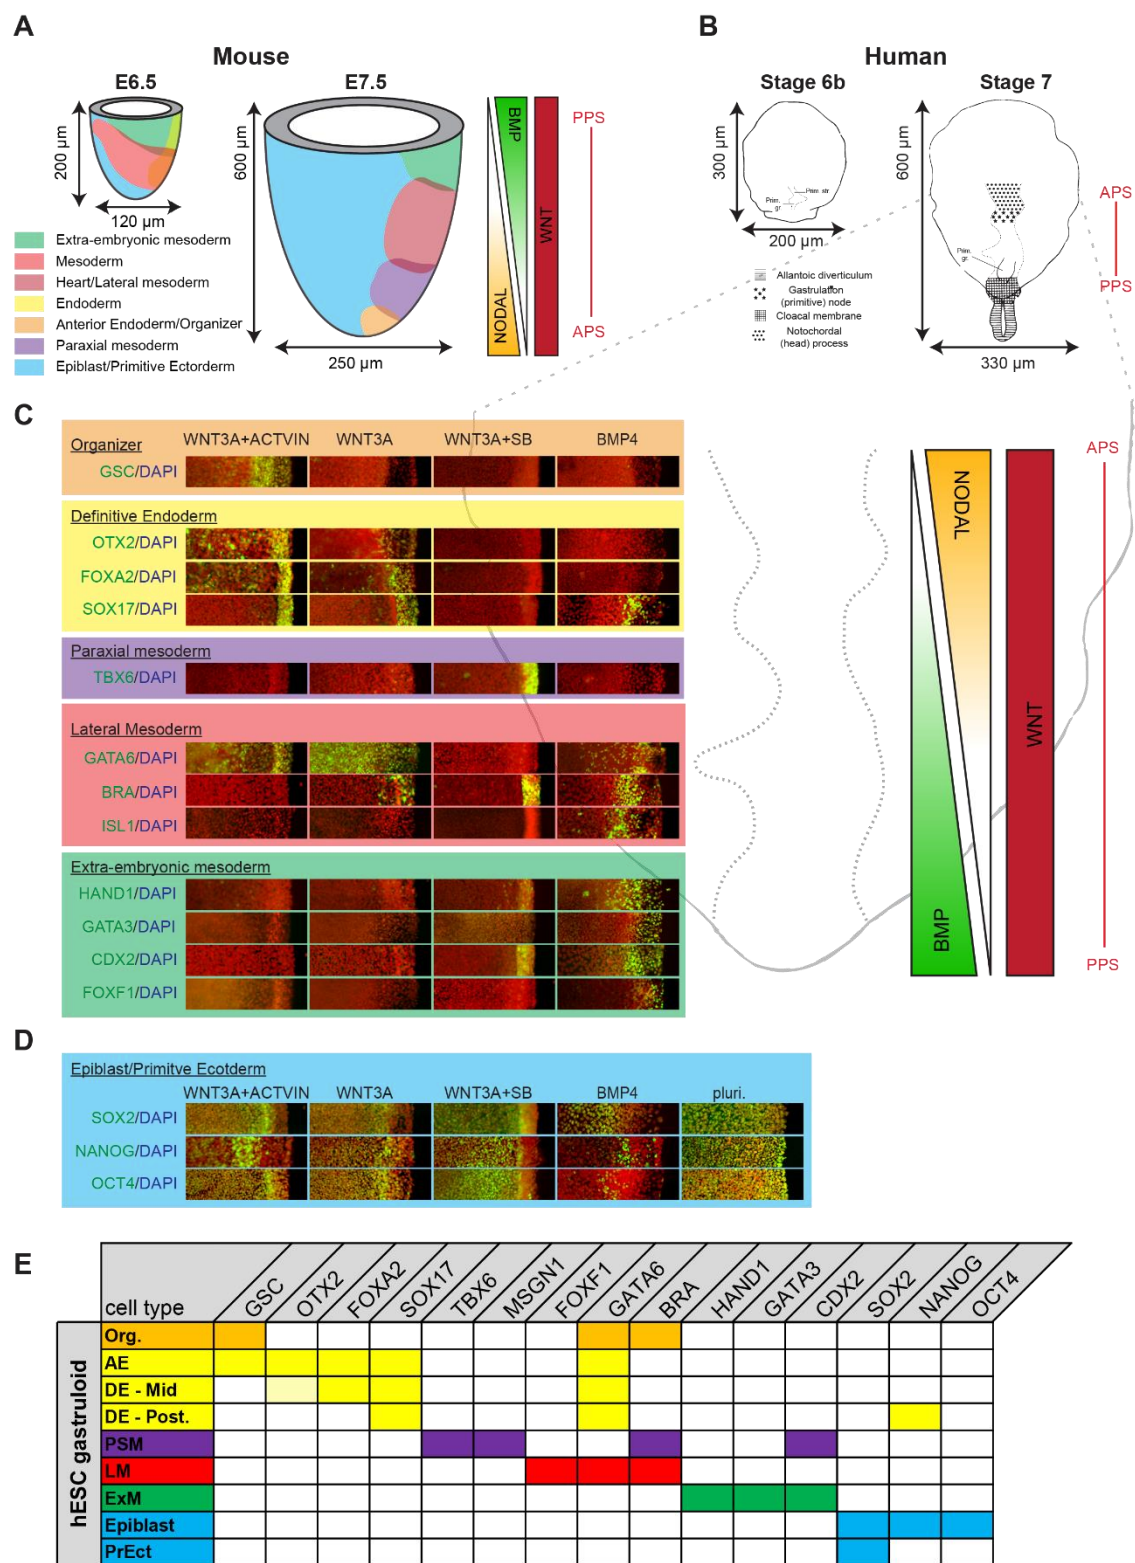 A
B
Mouse
Human
E6.5
E7.5
Stage 6b
Stage 7
200 µm
120 µm
600 µm
250 µm
BMP
NODAL
WNT
PPS
APS
300 µm
200 µm
Prim. str.
Prim.
gr.
600 µm
330 µm
Prim.
gr.
APS
PPS
Extra-embryonic mesoderm
Mesoderm
Heart/Lateral mesoderm
Endoderm
Anterior Endoderm/Organizer
Paraxial mesoderm
Epiblast/Primitive Ectorderm
Allantoic diverticulum
Gastrulation
(primitive) node
Cloacal membrane
Notochordal
(head) process
C
Organizer
WNT3A+ACTVIN WNT3A WNT3A+SB BMP4
GSC/DAPI
Definitive Endoderm
OTX2/DAPI
FOXA2/DAPI
SOX17/DAPI
Paraxial mesoderm
TBX6/DAPI
Lateral Mesoderm
GATA6/DAPI
BRA/DAPI
ISL1/DAPI
Extra-embryonic mesoderm
HAND1/DAPI
GATA3/DAPI
CDX2/DAPI
FOXF1/DAPI
NODAL
BMP
WNT
APS
PPS
D
Epiblast/Primitve Ecotderm
WNT3A+ACTVIN WNT3A WNT3A+SB BMP4 pluri.
SOX2/DAPI
NANOG/DAPI
OCT4/DAPI
E
cell type GSC OTX2 FOXA2 SOX17 TBX6 MSGN1 FOXF1 GATA6 BRA HAND1 GATA3 CDX2 SOX2 NANOG OCT4
hESC gastruloid
Org.
AE
DE - Mid
DE - Post.
PSM
LM
ExM
Epiblast
PrEct